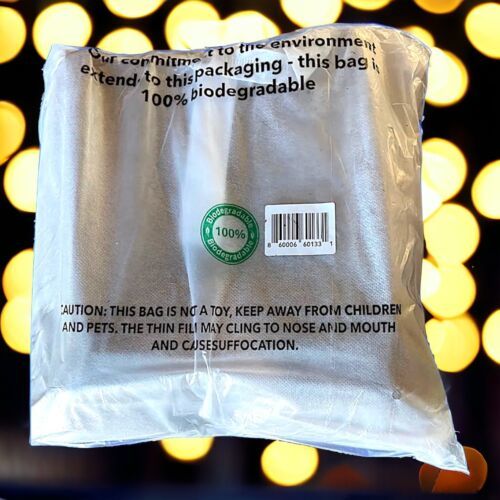 Our commitment to the environment
extend to this packaging - this bag is
100% biodegradable
Biodegradable
100%
Biodegradable
8 60006 60133 1
CAUTION: THIS BAG IS NOT A TOY, KEEP AWAY FROM CHILDREN
AND PETS. THE THIN FILM MAY CLING TO NOSE AND MOUTH
AND CAUSESUFFOCATION.